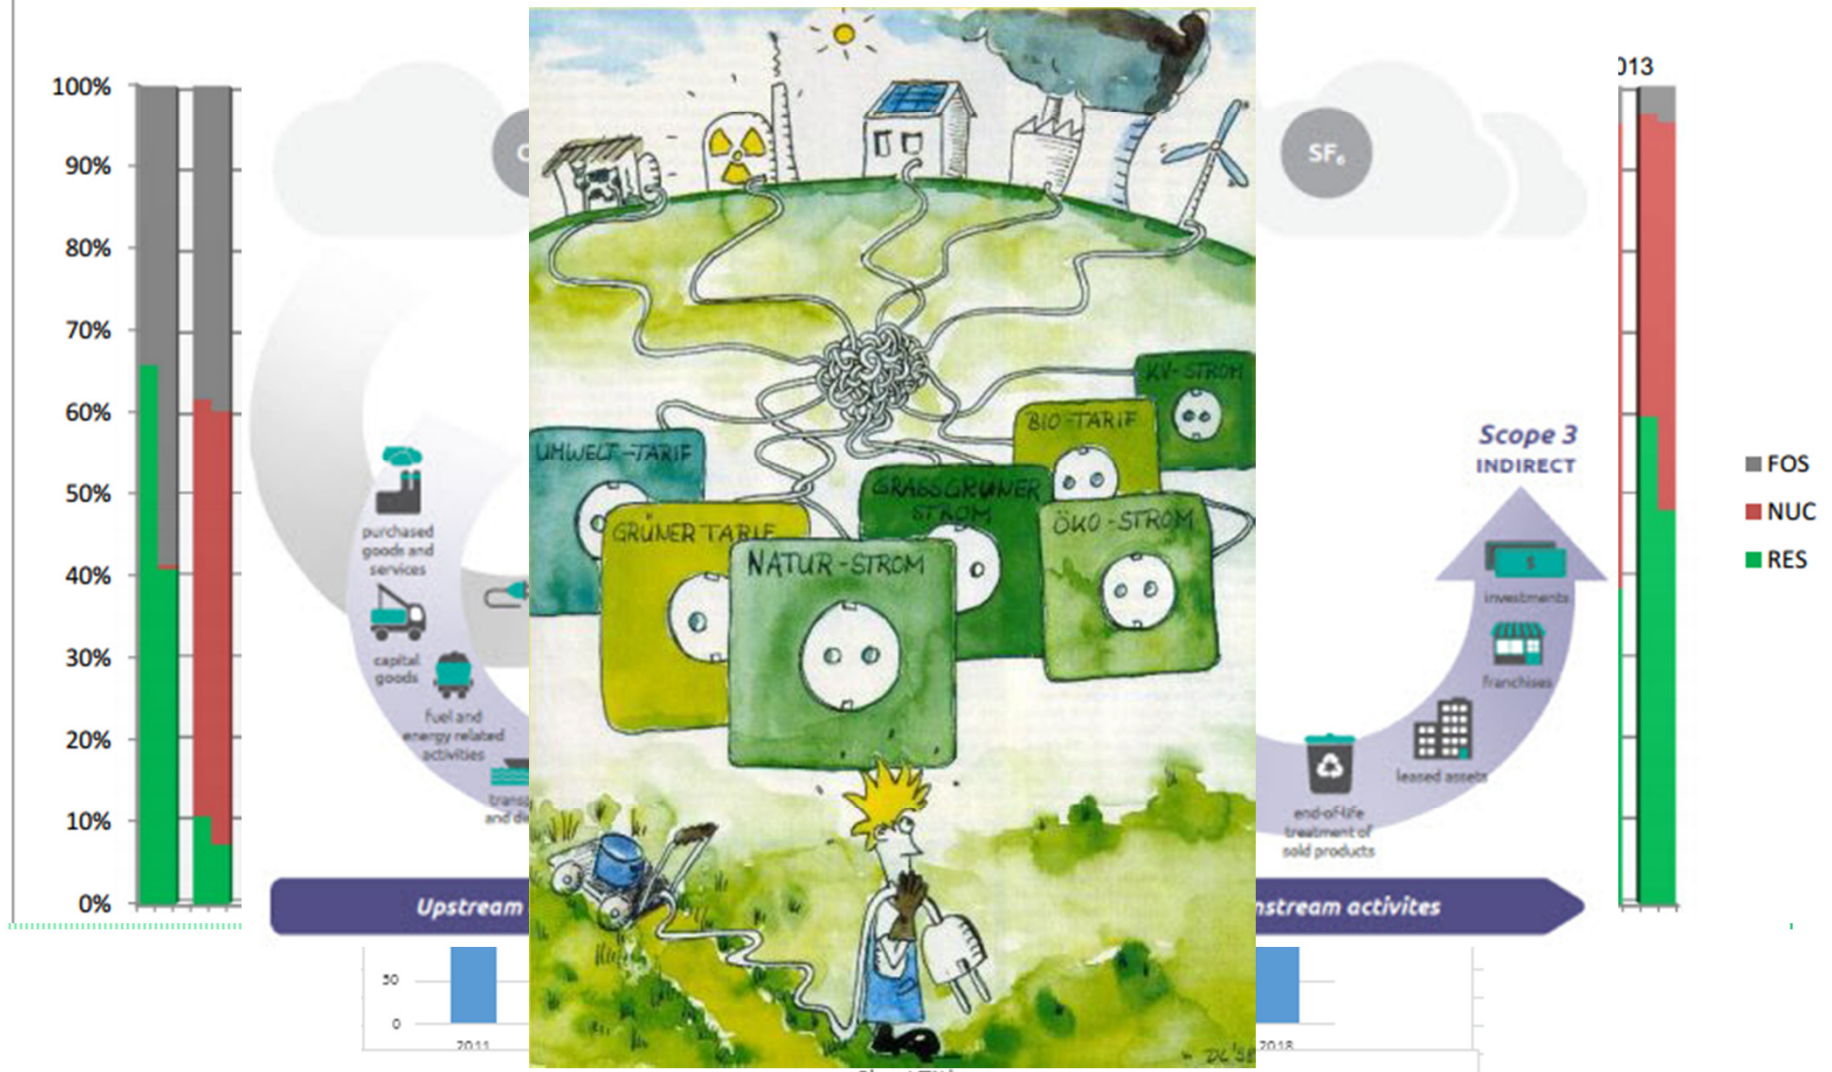 100%
90%
80%
70%
60%
50%
40%
30%
20%
10%
0%
purchased
goods and
services
capital
goods
fuel and
energy related
activities
Upstream
50
0
2011
UMWELT-TARIF
GRÜNER TARIF
NATUR-STROM
GRASSGRÜNER
STROM
BIO-TARIF
KV-STROM
ÖKO-STROM
DL '98
SF₆
Scope 3
INDIRECT
investments
franchises
leased assets
end-of-life
treatment of
sold products
nstream activites
2018
013
FOS
NUC
RES